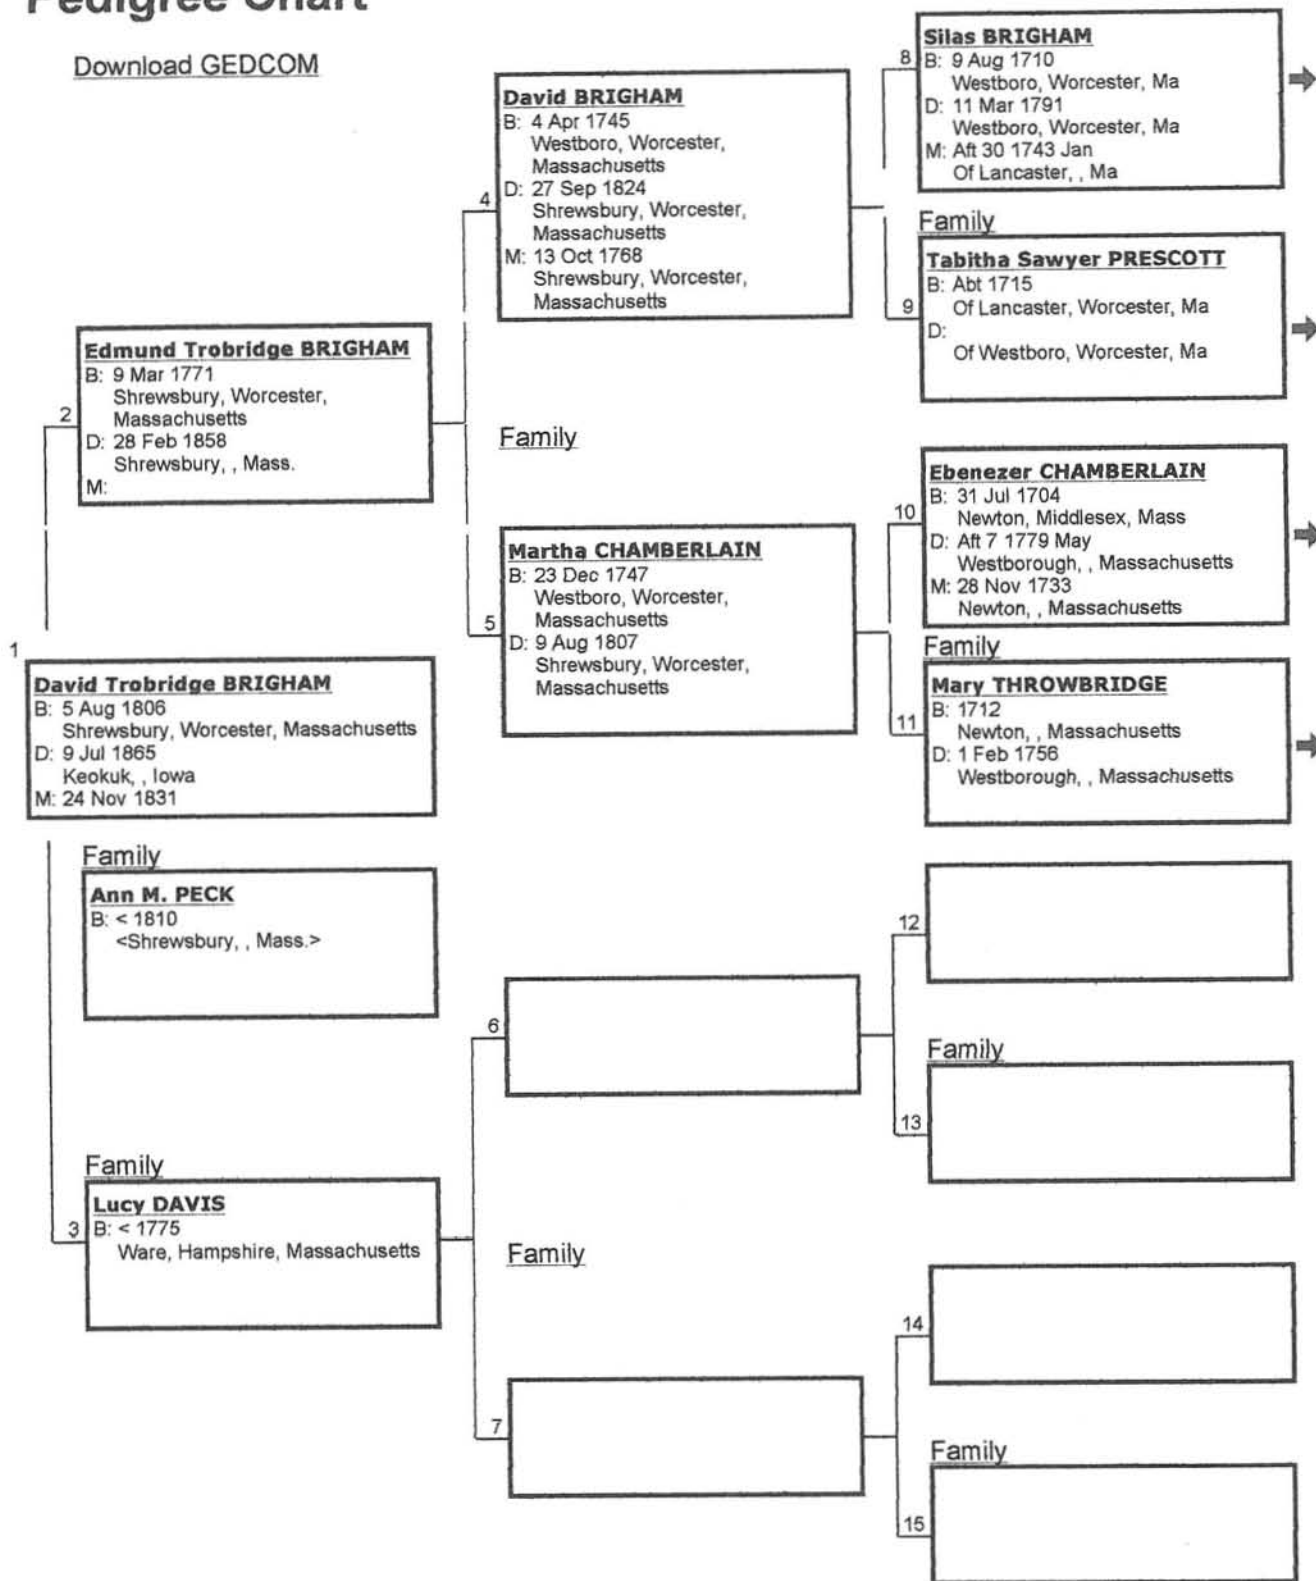 Pedigree Chart
Download GEDCOM
8
Silas BRIGHAM
B: 9 Aug 1710
Westboro, Worcester, Ma
D: 11 Mar 1791
Westboro, Worcester, Ma
M: Aft 30 1743 Jan
Of Lancaster, , Ma
4
David BRIGHAM
B: 4 Apr 1745
Westboro, Worcester,
Massachusetts
D: 27 Sep 1824
Shrewsbury, Worcester,
Massachusetts
M: 13 Oct 1768
Shrewsbury, Worcester,
Massachusetts
Family
9
Tabitha Sawyer PRESCOTT
B: Abt 1715
Of Lancaster, Worcester, Ma
D:
Of Westboro, Worcester, Ma
2
Edmund Trobridge BRIGHAM
B: 9 Mar 1771
Shrewsbury, Worcester,
Massachusetts
D: 28 Feb 1858
Shrewsbury, , Mass.
M:
Family
10
Ebenezer CHAMBERLAIN
B: 31 Jul 1704
Newton, Middlesex, Mass
D: Aft 7 1779 May
Westborough, , Massachusetts
M: 28 Nov 1733
Newton, , Massachusetts
5
Martha CHAMBERLAIN
B: 23 Dec 1747
Westboro, Worcester,
Massachusetts
D: 9 Aug 1807
Shrewsbury, Worcester,
Massachusetts
Family
11
Mary THROWBRIDGE
B: 1712
Newton, , Massachusetts
D: 1 Feb 1756
Westborough, , Massachusetts
1
David Trobridge BRIGHAM
B: 5 Aug 1806
Shrewsbury, Worcester, Massachusetts
D: 9 Jul 1865
Keokuk, , Iowa
M: 24 Nov 1831
Family
Ann M. PECK
B: < 1810
<Shrewsbury, , Mass.>
12
6
Family
13
Family
3
Lucy DAVIS
B: < 1775
Ware, Hampshire, Massachusetts
Family
14
7
Family
15